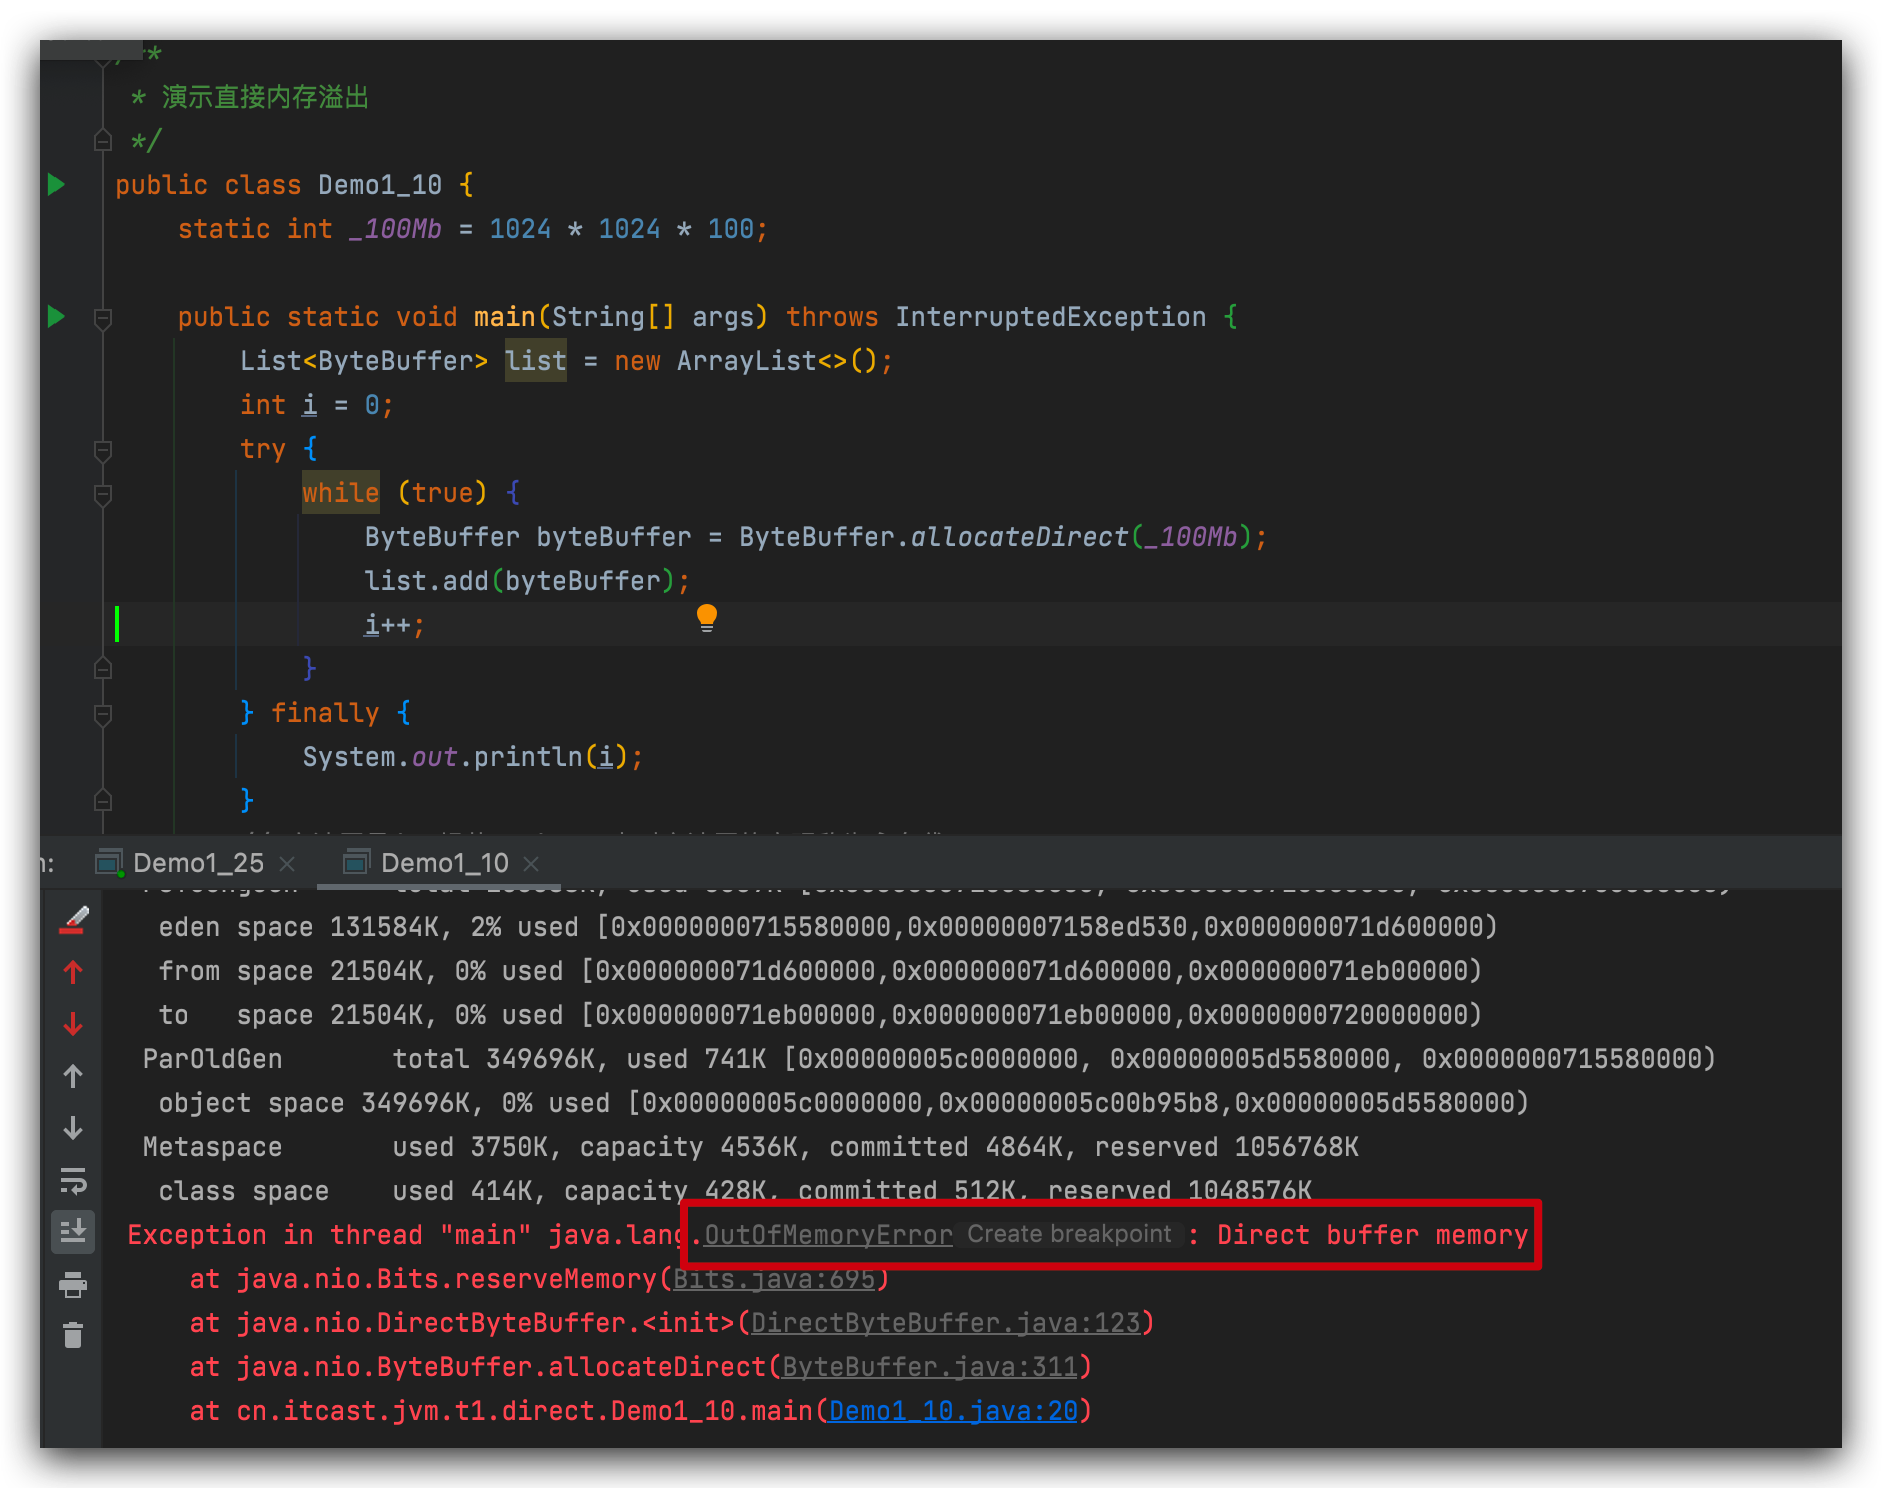 *
* 演示直接内存溢出
*/
public class Demo1_10 {
static int _100Mb = 1024 * 1024 * 100;
public static void main(String[] args) throws InterruptedException {
List<ByteBuffer> list = new ArrayList<>();
int i = 0;
try {
while (true) {
ByteBuffer byteBuffer = ByteBuffer.allocateDirect(_100Mb);
list.add(byteBuffer);
i++;
}
} finally {
System.out.println(i);
}
Demo1_25 Demo1_10
eden space 131584K, 2% used [0x0000000715580000,0x00000007158ed530,0x000000071d600000)
from space 21504K, 0% used [0x000000071d600000,0x000000071d600000,0x000000071eb00000)
to   space 21504K, 0% used [0x000000071eb00000,0x000000071eb00000,0x0000000720000000)
ParOldGen       total 349696K, used 741K [0x00000005c0000000, 0x00000005d5580000, 0x0000000715580000)
object space 349696K, 0% used [0x00000005c0000000,0x00000005c00b95b8,0x00000005d5580000)
Metaspace       used 3750K, capacity 4536K, committed 4864K, reserved 1056768K
class space    used 414K, capacity 428K, committed 512K, reserved 1048576K
Exception in thread "main" java.lang.OutOfMemoryError Create breakpoint : Direct buffer memory
at java.nio.Bits.reserveMemory(Bits.java:695)
at java.nio.DirectByteBuffer.<init>(DirectByteBuffer.java:123)
at java.nio.ByteBuffer.allocateDirect(ByteBuffer.java:311)
at cn.itcast.jvm.t1.direct.Demo1_10.main(Demo1_10.java:20)